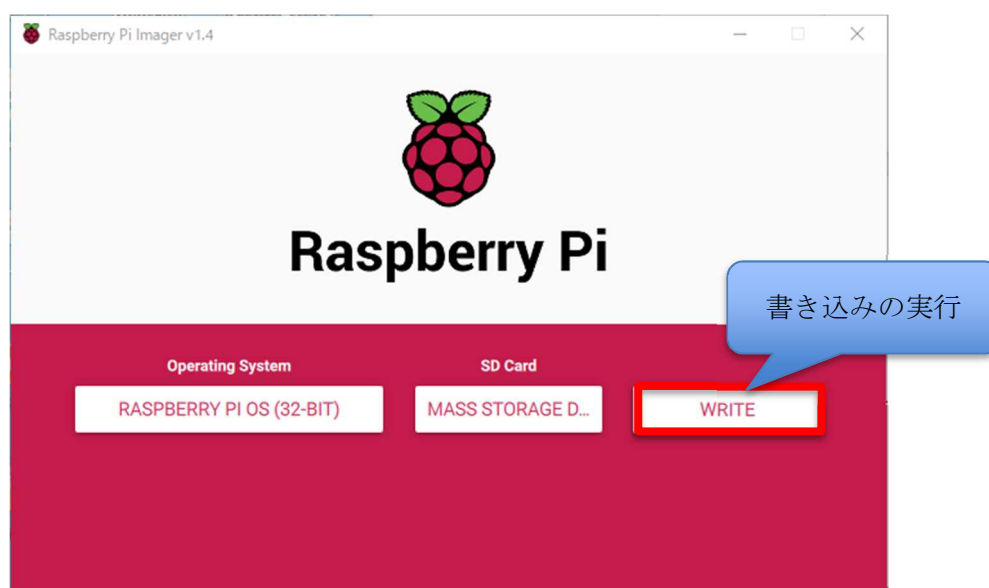 Raspberry Pi Imager v1.4
Raspberry Pi
書き込みの実行
Operating System
SD Card
RASPBERRY PI OS (32-BIT)
MASS STORAGE D...
WRITE